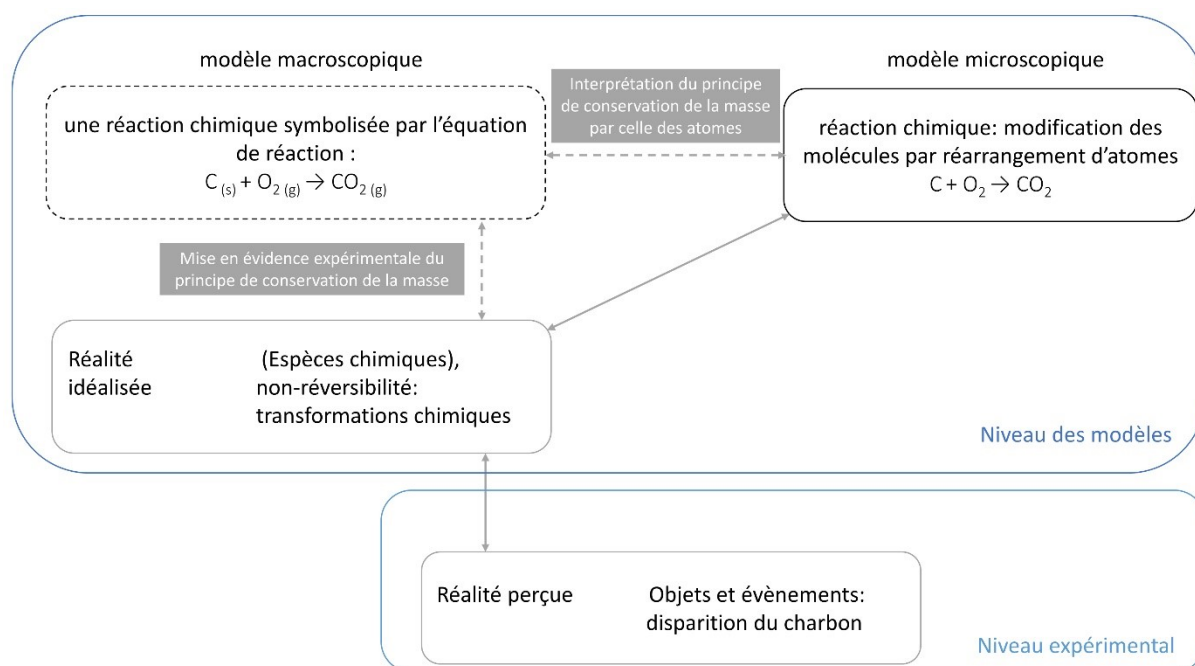 modèle macroscopique
modèle microscopique
Interprétation du principe
de conservation de la masse
par celle des atomes
une réaction chimique symbolisée par l’équation
de réaction :
C (s) + O2 (g) → CO2 (g)
réaction chimique: modification des
molécules par réarrangement d’atomes
C + O2 → CO2
Mise en évidence expérimentale du
principe de conservation de la masse
Réalité (Espèces chimiques),
idéalisée non-réversibilité:
transformations chimiques
Niveau des modèles
Réalité perçue Objets et évènements:
disparition du charbon
Niveau expérimental